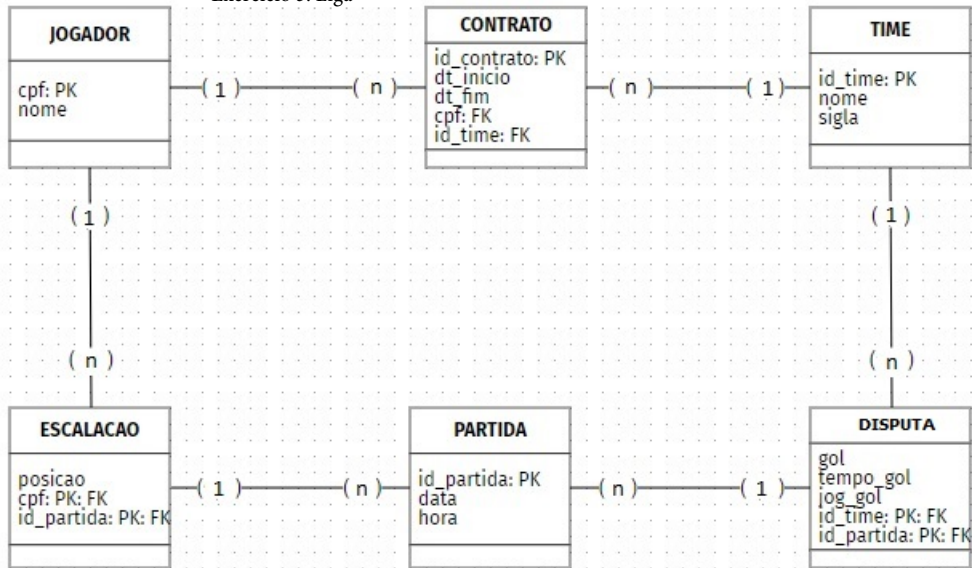 JOGADOR
cpf: PK
nome
( 1 )
( n )
CONTRATO
id_contrato: PK
dt_inicio
dt_fim
cpf: FK
id_time: FK
( n )
( 1 )
TIME
id_time: PK
nome
sigla
( 1 )
( 1 )
( n )
( n )
ESCALACAO
posicao
cpf: PK: FK
id_partida: PK: FK
( 1 )
( n )
PARTIDA
id_partida: PK
data
hora
( n )
( 1 )
DISPUTA
gol
tempo_gol
jog_gol
id_time: PK: FK
id_partida: PK: FK